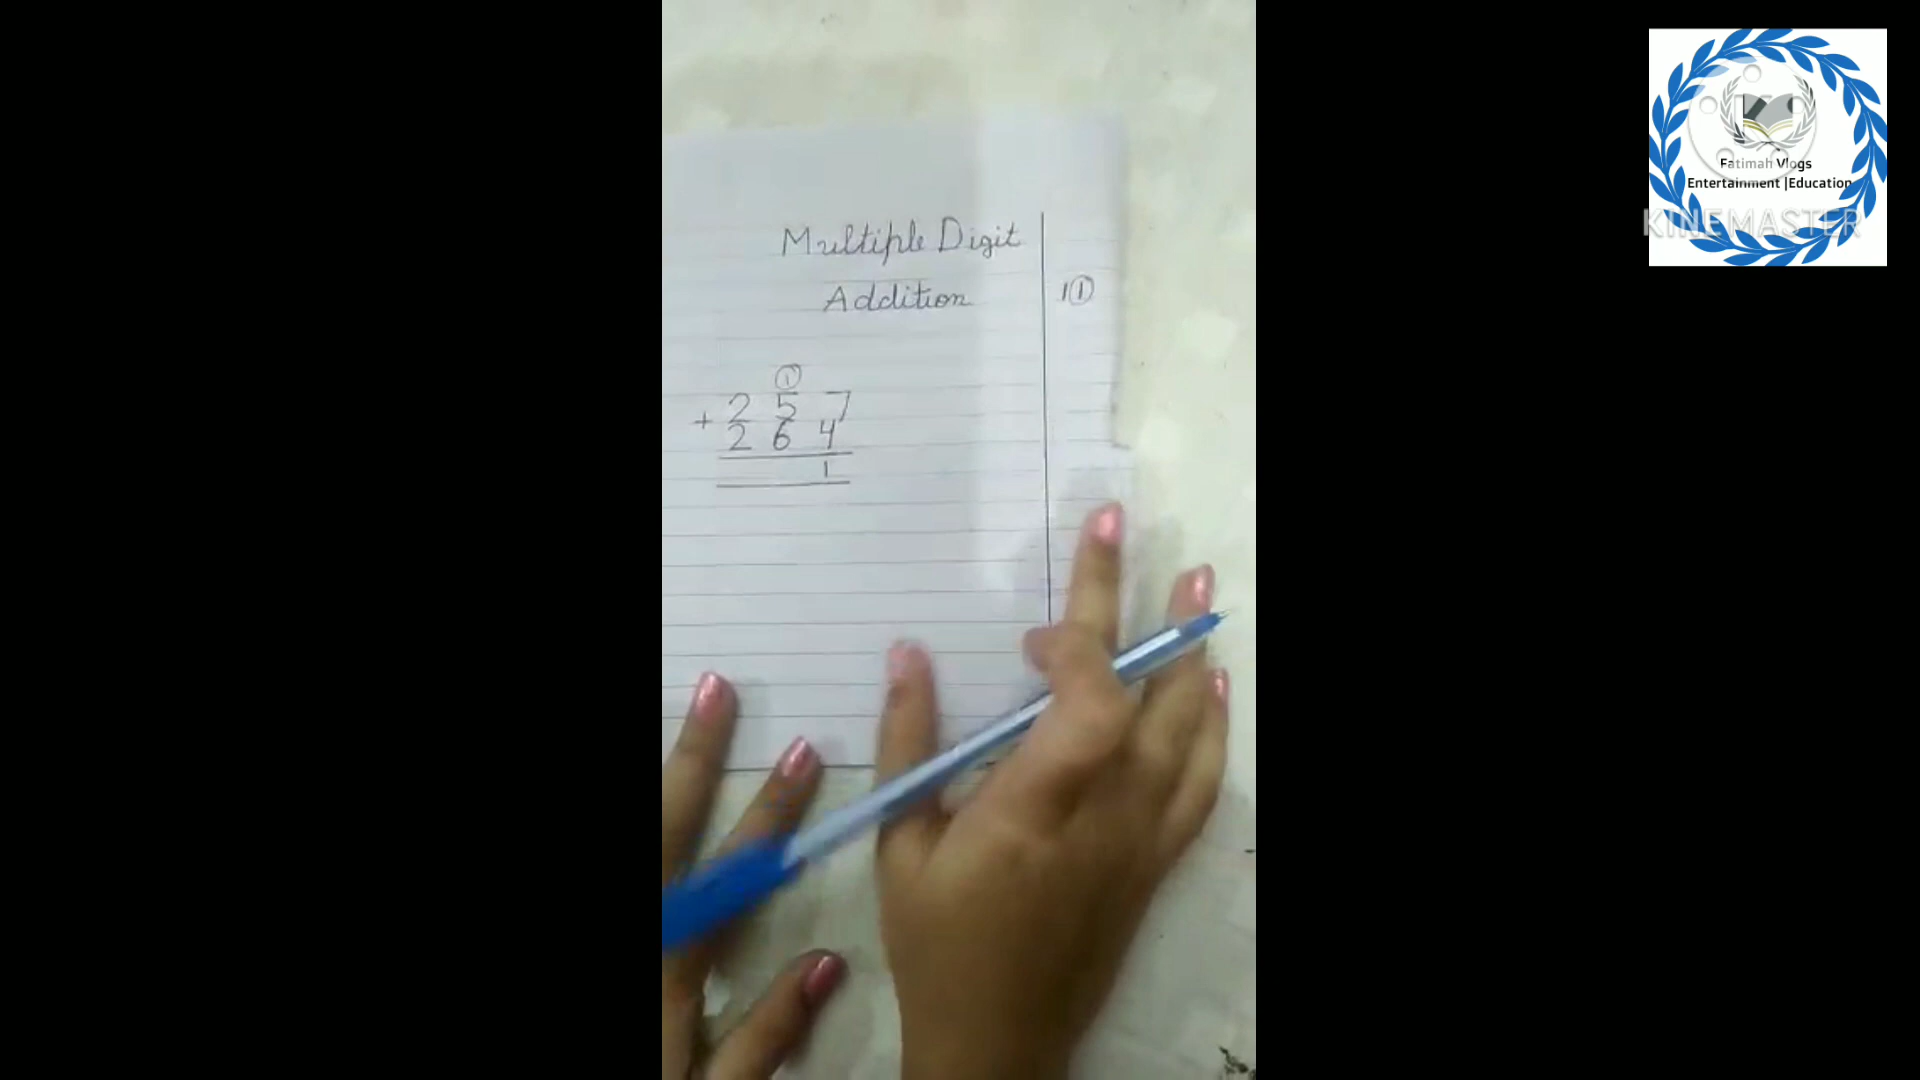 Multiple Digit
Addition
1①
①
2 5 7
+ 2 6 4
1
Fatimah Vlogs
Entertainment |Education
KINEMASTER